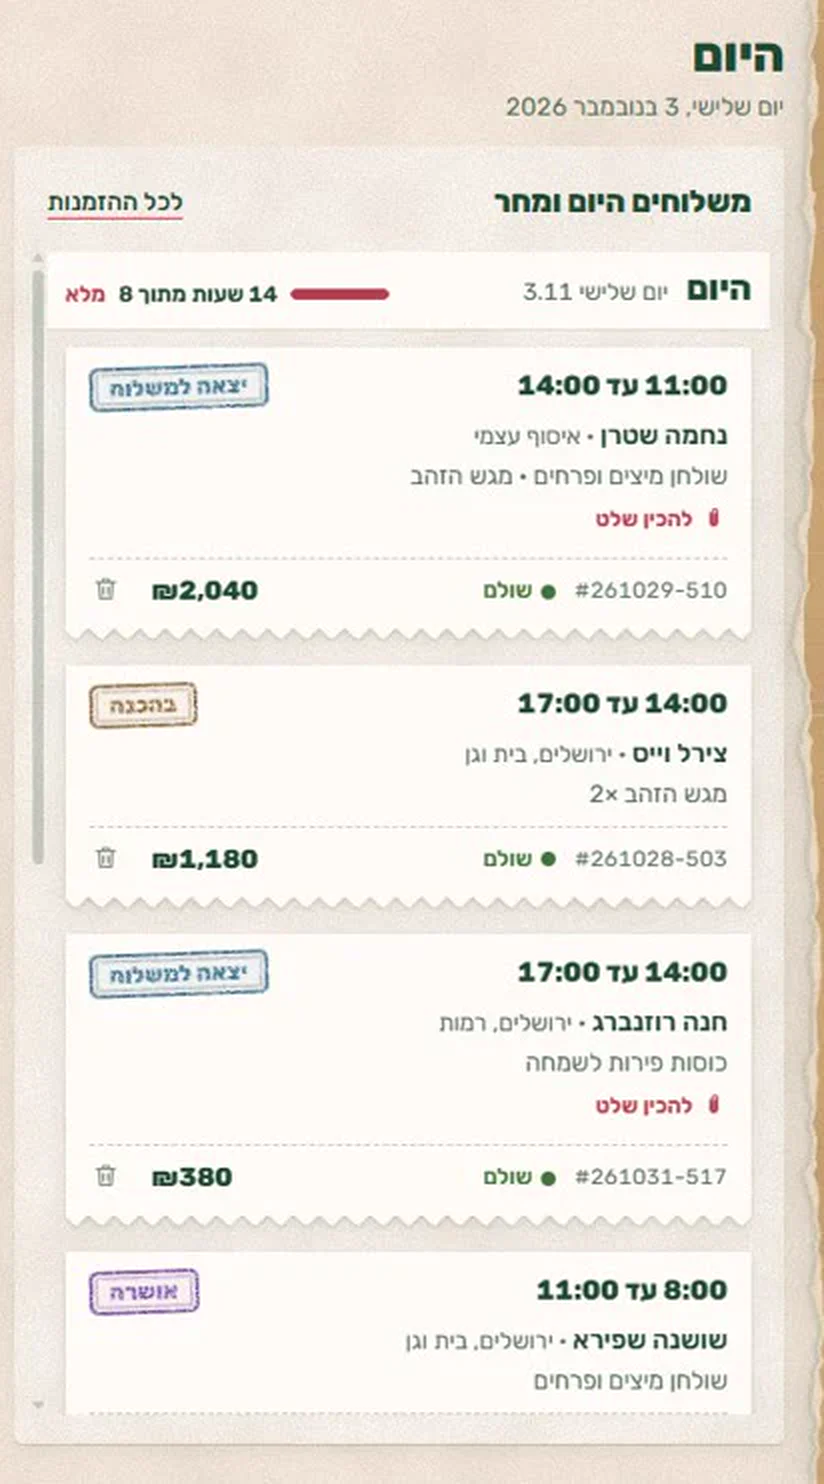 היום
יום שלישי, 3 בנובמבר 2026
משלוחים היום ומחר
לכל ההזמנות
היום יום שלישי 3.11
14 שעות מתוך 8 מלא
11:00 עד 14:00
יצאה למשלוח
נחמה שטרן • איסוף עצמי
שולחן מיצים ופרחים • מגש הזהב
להכין שלט
#261029-510 שולם ₪2,040
14:00 עד 17:00
בהכנה
צירל וייס • ירושלים, בית וגן
מגש הזהב ×2
#261028-503 שולם ₪1,180
14:00 עד 17:00
יצאה למשלוח
חנה רוזנברג • ירושלים, רמות
כוסות פירות לשמחה
להכין שלט
#261031-517 שולם ₪380
8:00 עד 11:00
אושרה
שושנה שפירא • ירושלים, בית וגן
שולחן מיצים ופרחים